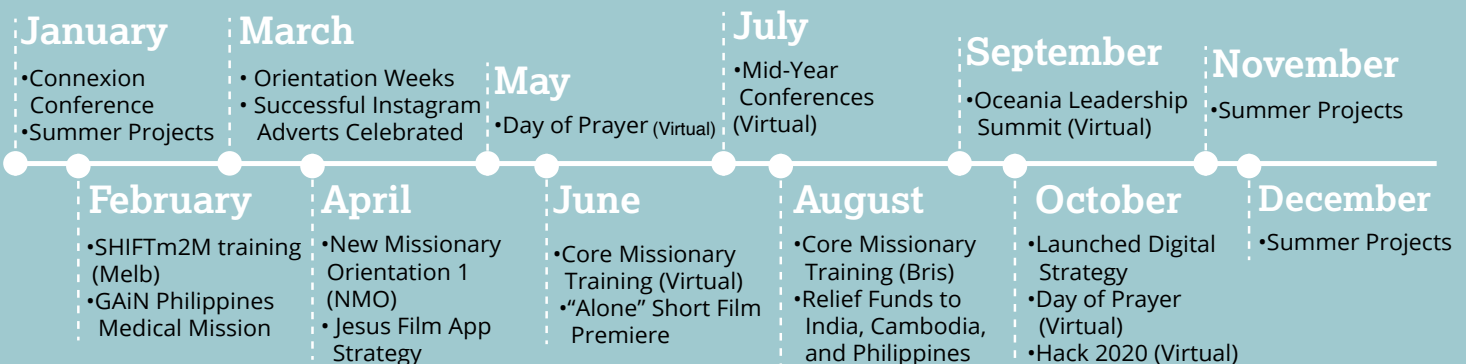 January
•Connexion
Conference
•Summer Projects
February
•SHIFTm2M training
(Melb)
•GAiN Philippines
Medical Mission
March
• Orientation Weeks
• Successful Instagram
Adverts Celebrated
April
•New Missionary
Orientation 1
(NMO)
• Jesus Film App
Strategy
May
•Day of Prayer (Virtual)
June
•Core Missionary
Training (Virtual)
•“Alone” Short Film
Premiere
July
•Mid-Year
Conferences
(Virtual)
August
•Core Missionary
Training (Bris)
•Relief Funds to
India, Cambodia,
and Philippines
September
•Oceania Leadership
Summit (Virtual)
October
•Launched Digital
Strategy
•Day of Prayer
(Virtual)
•Hack 2020 (Virtual)
November
•Summer Projects
December
•Summer Projects